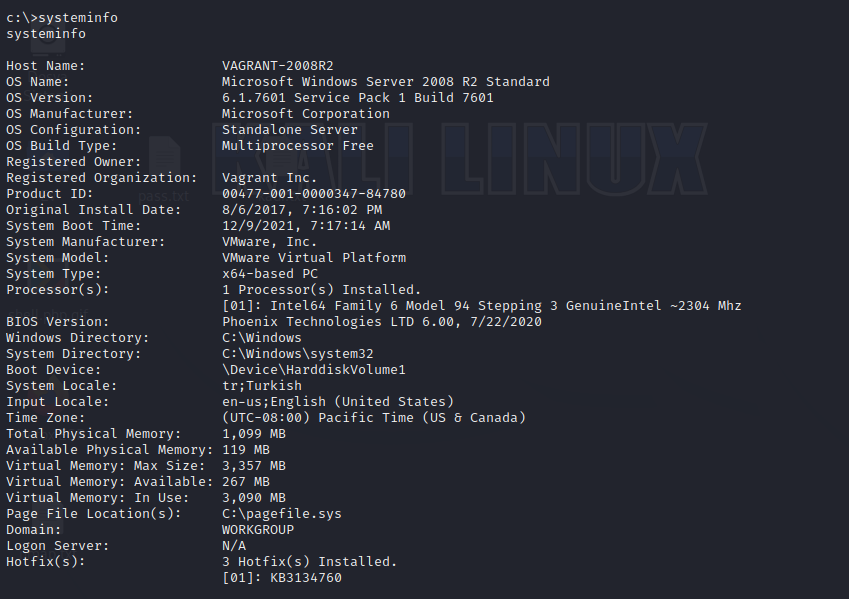 c:\>systeminfo
systeminfo
Host Name: VAGRANT-2008R2
OS Name: Microsoft Windows Server 2008 R2 Standard
OS Version: 6.1.7601 Service Pack 1 Build 7601
OS Manufacturer: Microsoft Corporation
OS Configuration: Standalone Server
OS Build Type: Multiprocessor Free
Registered Owner:
Registered Organization: Vagrant Inc.
Product ID: 00477-001-0000347-84780
Original Install Date: 8/6/2017, 7:16:02 PM
System Boot Time: 12/9/2021, 7:17:14 AM
System Manufacturer: VMware, Inc.
System Model: VMware Virtual Platform
System Type: x64-based PC
Processor(s): 1 Processor(s) Installed.
[01]: Intel64 Family 6 Model 94 Stepping 3 GenuineIntel ~2304 Mhz
BIOS Version: Phoenix Technologies LTD 6.00, 7/22/2020
Windows Directory: C:\Windows
System Directory: C:\Windows\system32
Boot Device: \Device\HarddiskVolume1
System Locale: tr;Turkish
Input Locale: en-us;English (United States)
Time Zone: (UTC-08:00) Pacific Time (US & Canada)
Total Physical Memory: 1,099 MB
Available Physical Memory: 119 MB
Virtual Memory: Max Size: 3,357 MB
Virtual Memory: Available: 267 MB
Virtual Memory: In Use: 3,090 MB
Page File Location(s): C:\pagefile.sys
Domain: WORKGROUP
Logon Server: N/A
Hotfix(s): 3 Hotfix(s) Installed.
[01]: KB3134760
KALI LINUX
pass.txt